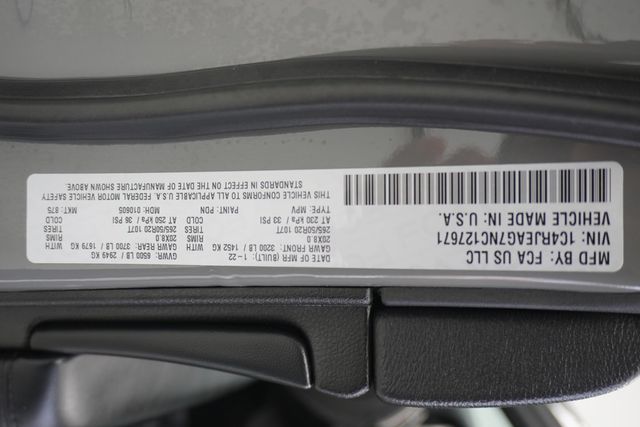 MFD BY: FCA US LLC
DATE OF MFR (BUILT): 1-22 GVWR: 6500 LB / 2949 KG
GAWR FRONT: 3200 LB / 1452 KG WITH GAWR REAR: 3700 LB / 1679 KG WITH
265/50R20 107T TIRES 265/50R20 107T TIRES
20X8.0 RIMS 20X8.0 RIMS
AT 230 kPa / 33 PSI COLD AT 250 kPa / 36 PSI COLD
VIN: 1C4RJEAG7NC127671
TYPE: MPV PAINT: PDN MDH: 010605 MKT: 875
VEHICLE MADE IN: U.S.A.
THIS VEHICLE CONFORMS TO ALL APPLICABLE U.S.A. FEDERAL MOTOR VEHICLE SAFETY
STANDARDS IN EFFECT ON THE DATE OF MANUFACTURE SHOWN ABOVE.